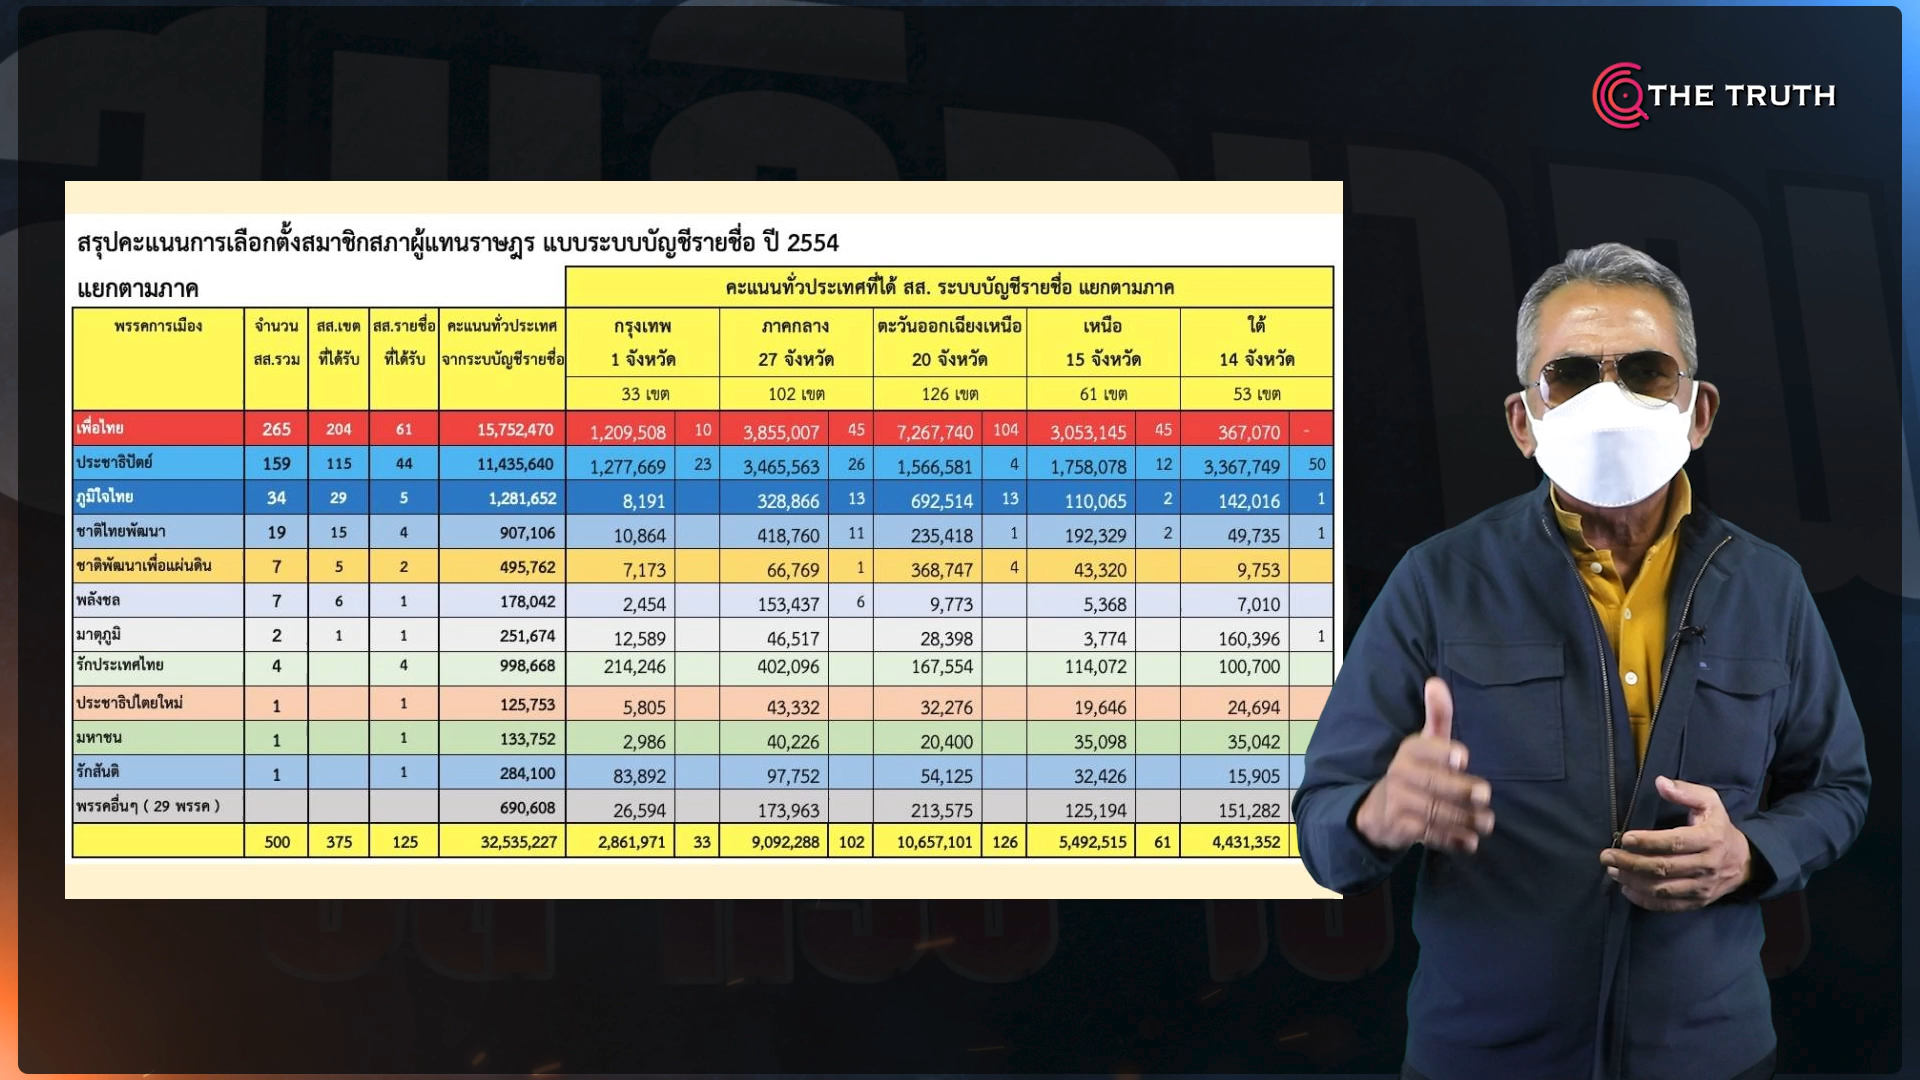 THE TRUTH
สรุปคะแนนการเลือกตั้งสมาชิกสภาผู้แทนราษฎร แบบระบบบัญชีรายชื่อ ปี 2554
แยกตามภาค
คะแนนทั่วประเทศที่ได้ สส. ระบบบัญชีรายชื่อ แยกตามภาค
พรรคการเมือง จำนวน สส.เขต สส.รายชื่อ คะแนนทั่วประเทศ กรุงเทพ ภาคกลาง ตะวันออกเฉียงเหนือ เหนือ ใต้
สส.รวม ที่ได้รับ ที่ได้รับ จากระบบัญชีรายชื่อ 1 จังหวัด 27 จังหวัด 20 จังหวัด 15 จังหวัด 14 จังหวัด
33 เขต 102 เขต 126 เขต 61 เขต 53 เขต
เพื่อไทย 265 204 61 15,752,470 1,209,508 10 3,855,007 45 7,267,740 104 3,053,145 45 367,070 -
ประชาธิปัตย์ 159 115 44 11,435,640 1,277,669 23 3,465,563 26 1,566,581 4 1,758,078 12 3,367,749 50
ภูมิใจไทย 34 29 5 1,281,652 8,191 328,866 13 692,514 13 110,065 2 142,016 1
ชาติไทยพัฒนา 19 15 4 907,106 10,864 418,760 11 235,418 1 192,329 2 49,735 1
ชาติพัฒนาเพื่อแผ่นดิน 7 5 2 495,762 7,173 66,769 1 368,747 4 43,320 9,753
พลังชล 7 6 1 178,042 2,454 153,437 6 9,773 5,368 7,010
มาตุภูมิ 2 1 1 251,674 12,589 46,517 28,398 3,774 160,396 1
รักประเทศไทย 4 4 998,668 214,246 402,096 167,554 114,072 100,700
ประชาธิปไตยใหม่ 1 1 125,753 5,805 43,332 32,276 19,646 24,694
มหาชน 1 1 133,752 2,986 40,226 20,400 35,098 35,042
รักสันติ 1 1 284,100 83,892 97,752 54,125 32,426 15,905
พรรคอื่นๆ ( 29 พรรค ) 690,608 26,594 173,963 213,575 125,194 151,282
500 375 125 32,535,227 2,861,971 33 9,092,288 102 10,657,101 126 5,492,515 61 4,431,352